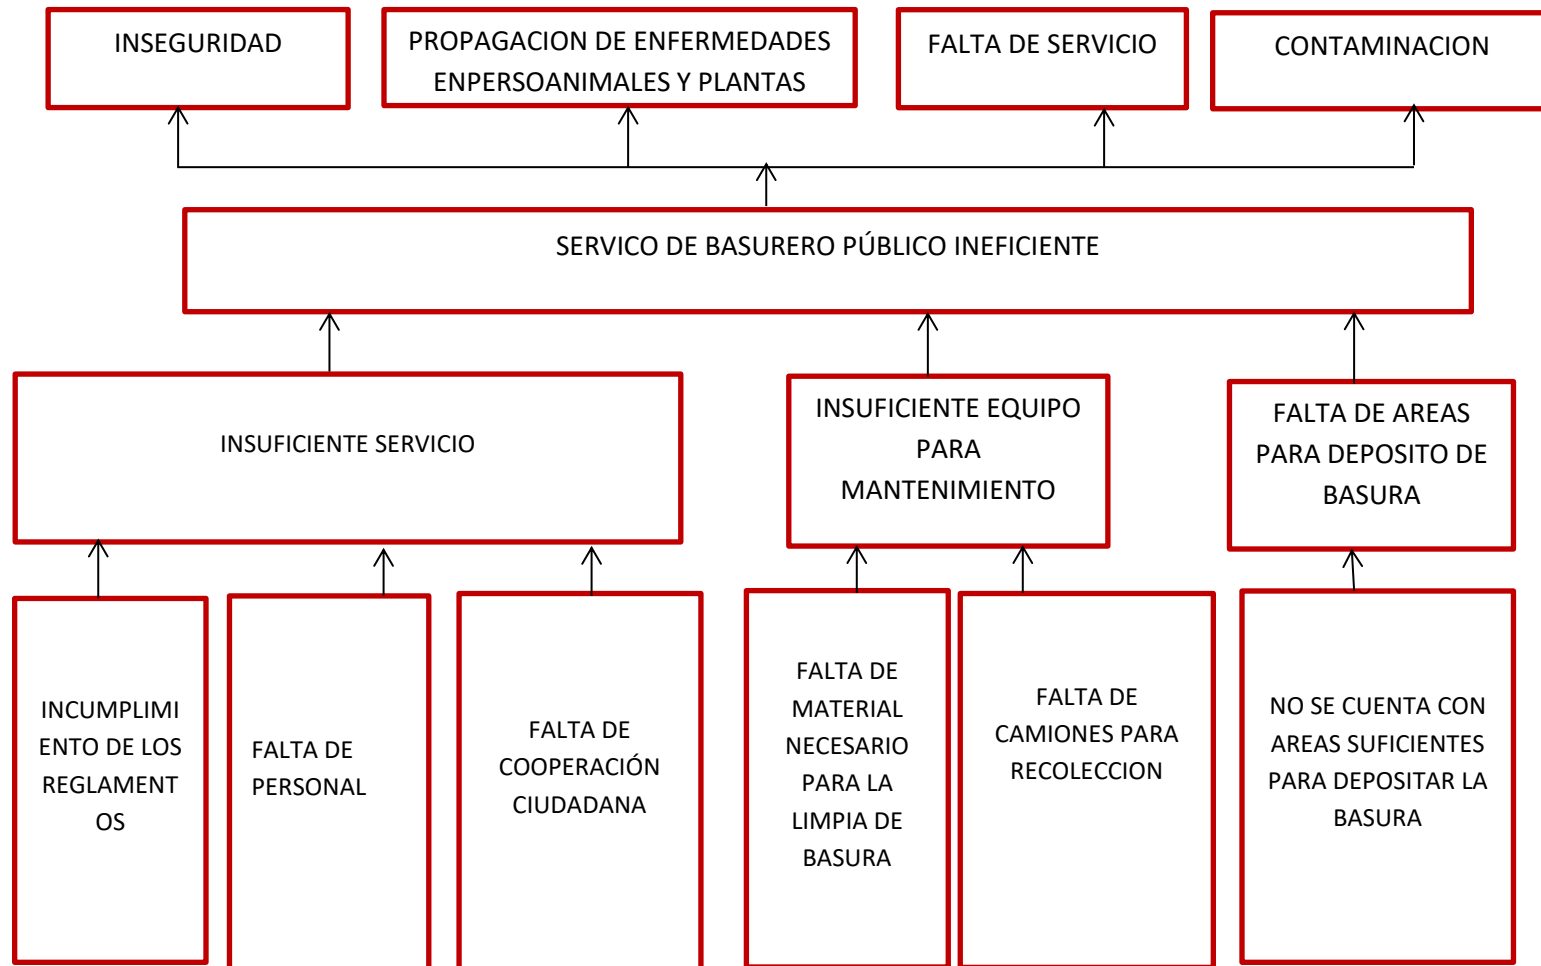 INSEGURIDAD
PROPAGACION DE ENFERMEDADES
ENPERSOANIMALES Y PLANTAS
FALTA DE SERVICIO
CONTAMINACION
SERVICO DE BASURERO PÚBLICO INEFICIENTE
INSUFICIENTE SERVICIO
INSUFICIENTE EQUIPO
PARA
MANTENIMIENTO
FALTA DE AREAS
PARA DEPOSITO DE
BASURA
INCUMPLIMI
ENTO DE LOS
REGLAMENT
OS
FALTA DE
PERSONAL
FALTA DE
COOPERACIÓN
CIUDADANA
FALTA DE
MATERIAL
NECESARIO
PARA LA
LIMPIA DE
BASURA
FALTA DE
CAMIONES PARA
RECOLECCION
NO SE CUENTA CON
AREAS SUFICIENTES
PARA DEPOSITAR LA
BASURA